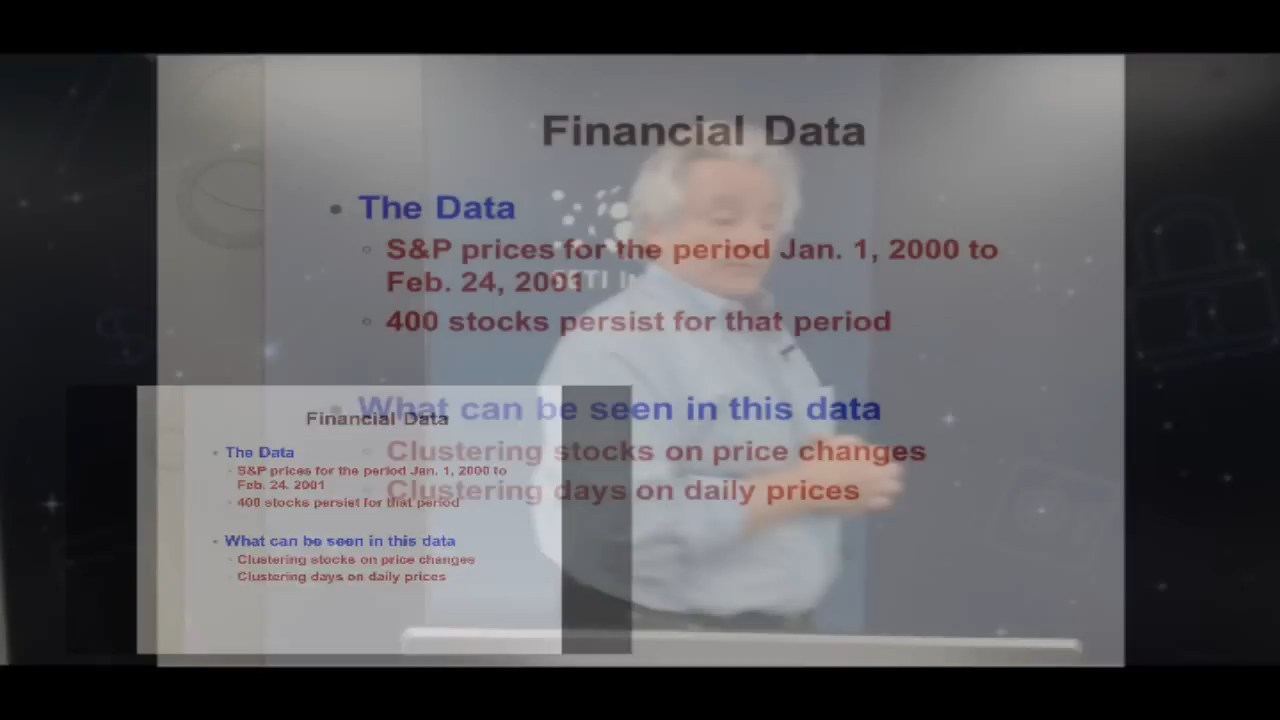 Financial Data
• The Data
◦ S&P prices for the period Jan. 1, 2000 to
Feb. 24, 2001
◦ 400 stocks persist for that period
• What can be seen in this data
◦ Clustering stocks on price changes
◦ Clustering days on daily prices
SETI
Financial Data
• The Data
◦ S&P prices for the period Jan. 1, 2000 to
Feb. 24. 2001
◦ 400 stocks persist for that period
• What can be seen in this data
◦ Clustering stocks on price changes
◦ Clustering days on daily prices